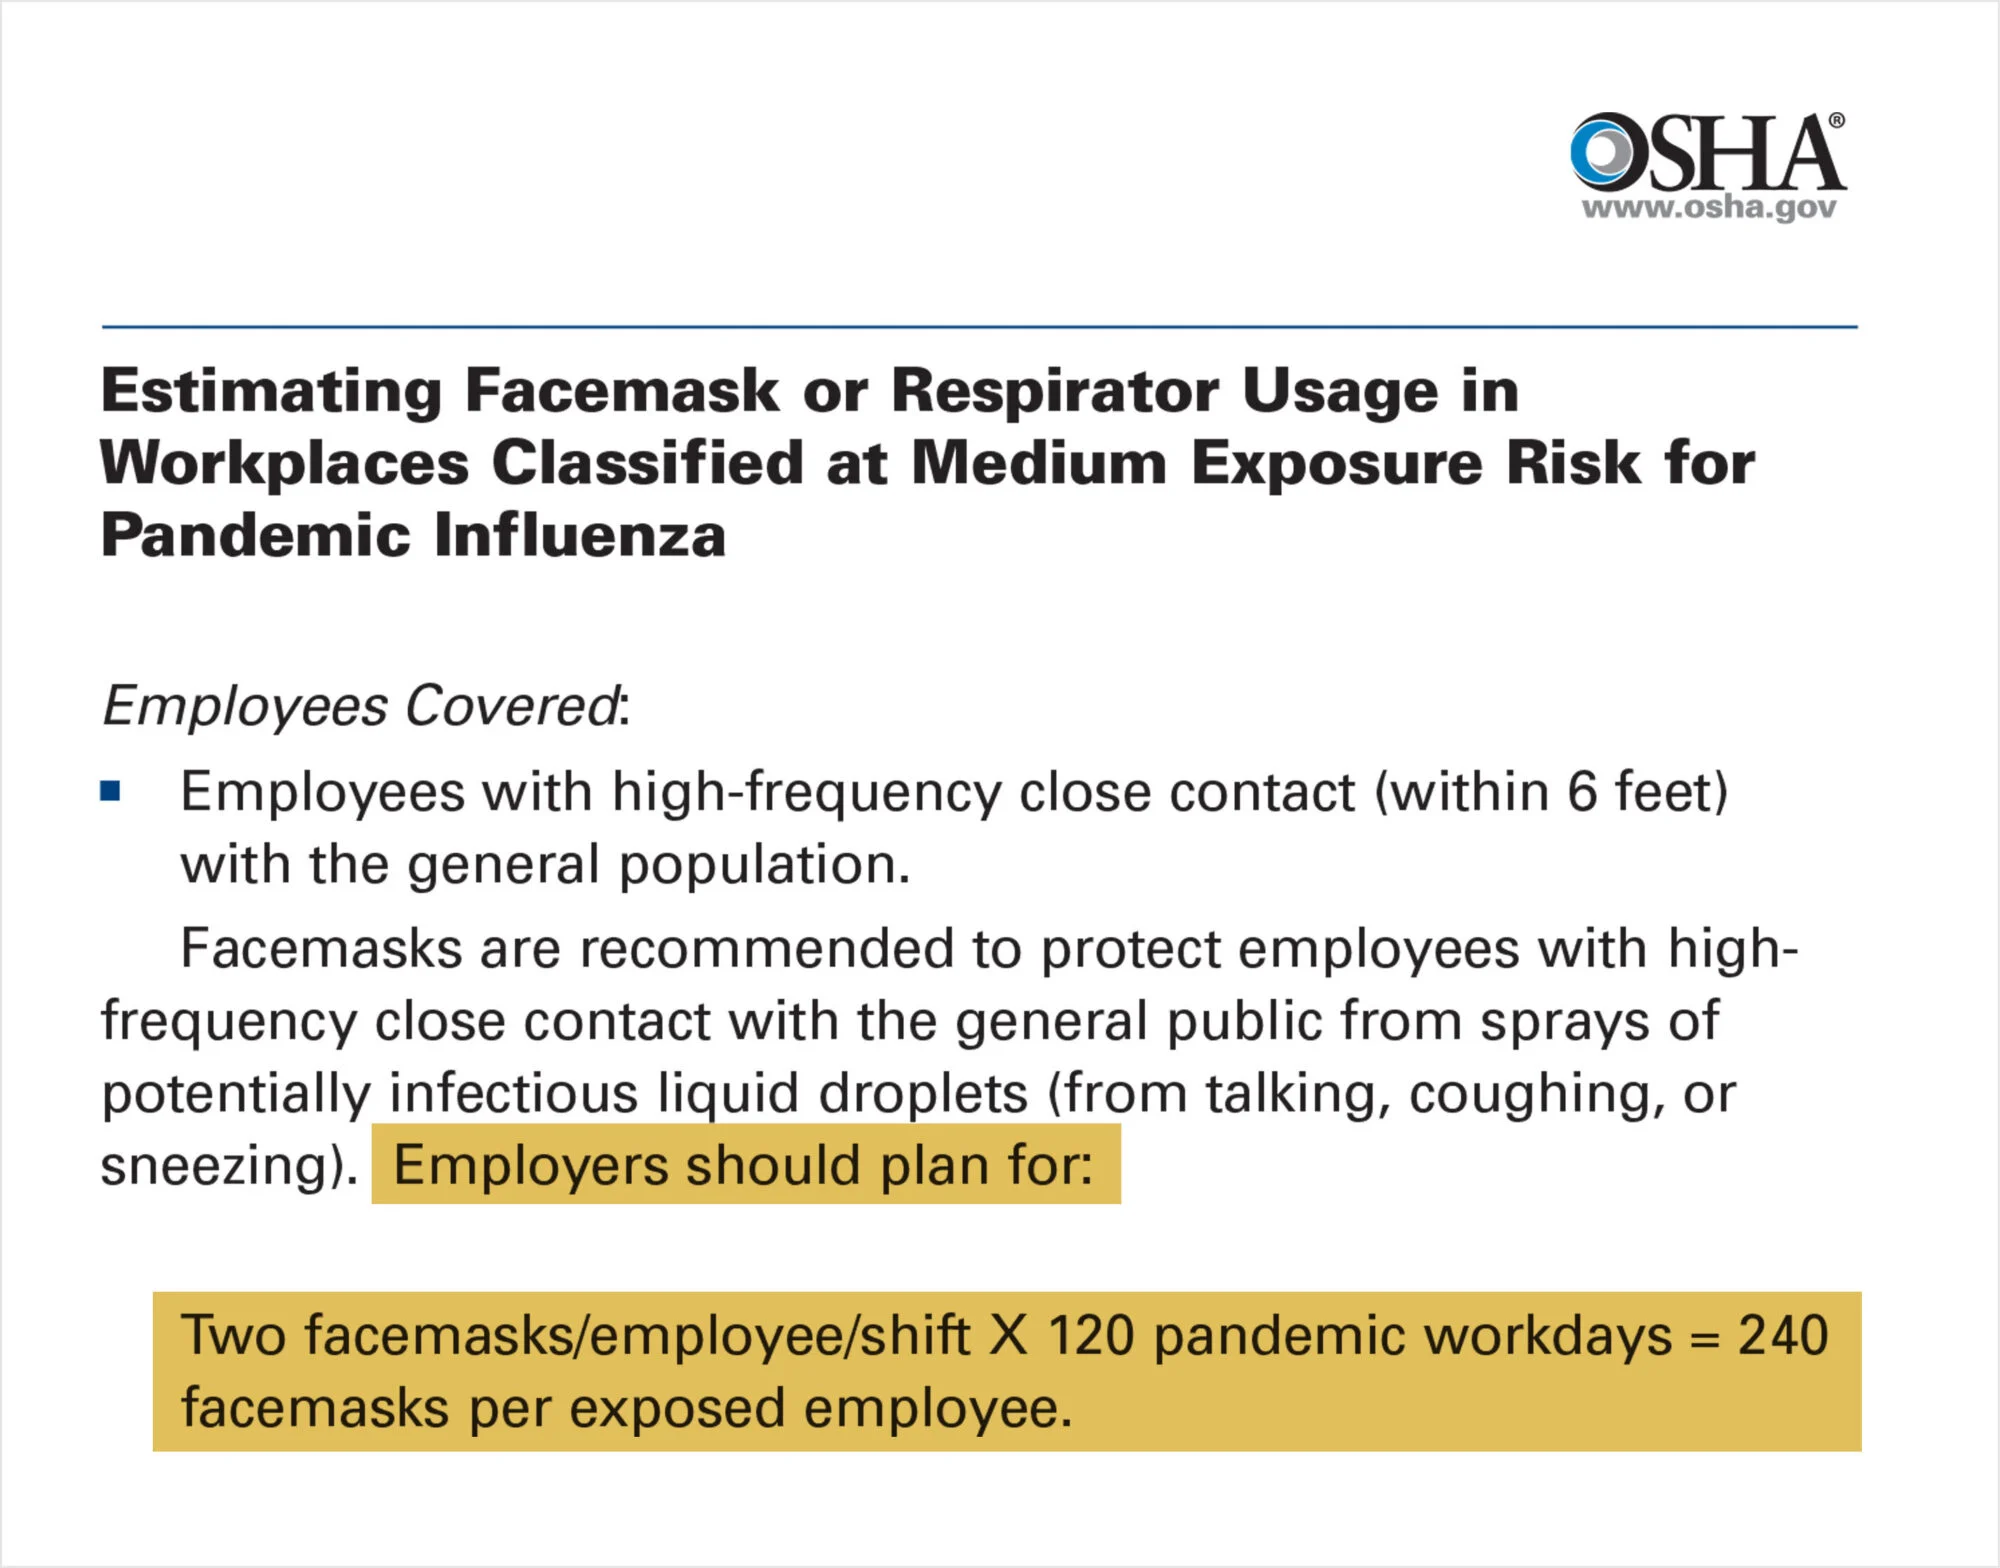 OSHA®
www.osha.gov
Estimating Facemask or Respirator Usage in
Workplaces Classified at Medium Exposure Risk for
Pandemic Influenza
Employees Covered:
▪ Employees with high-frequency close contact (within 6 feet)
with the general population.
Facemasks are recommended to protect employees with high-
frequency close contact with the general public from sprays of
potentially infectious liquid droplets (from talking, coughing, or
sneezing). Employers should plan for:
Two facemasks/employee/shift X 120 pandemic workdays = 240
facemasks per exposed employee.